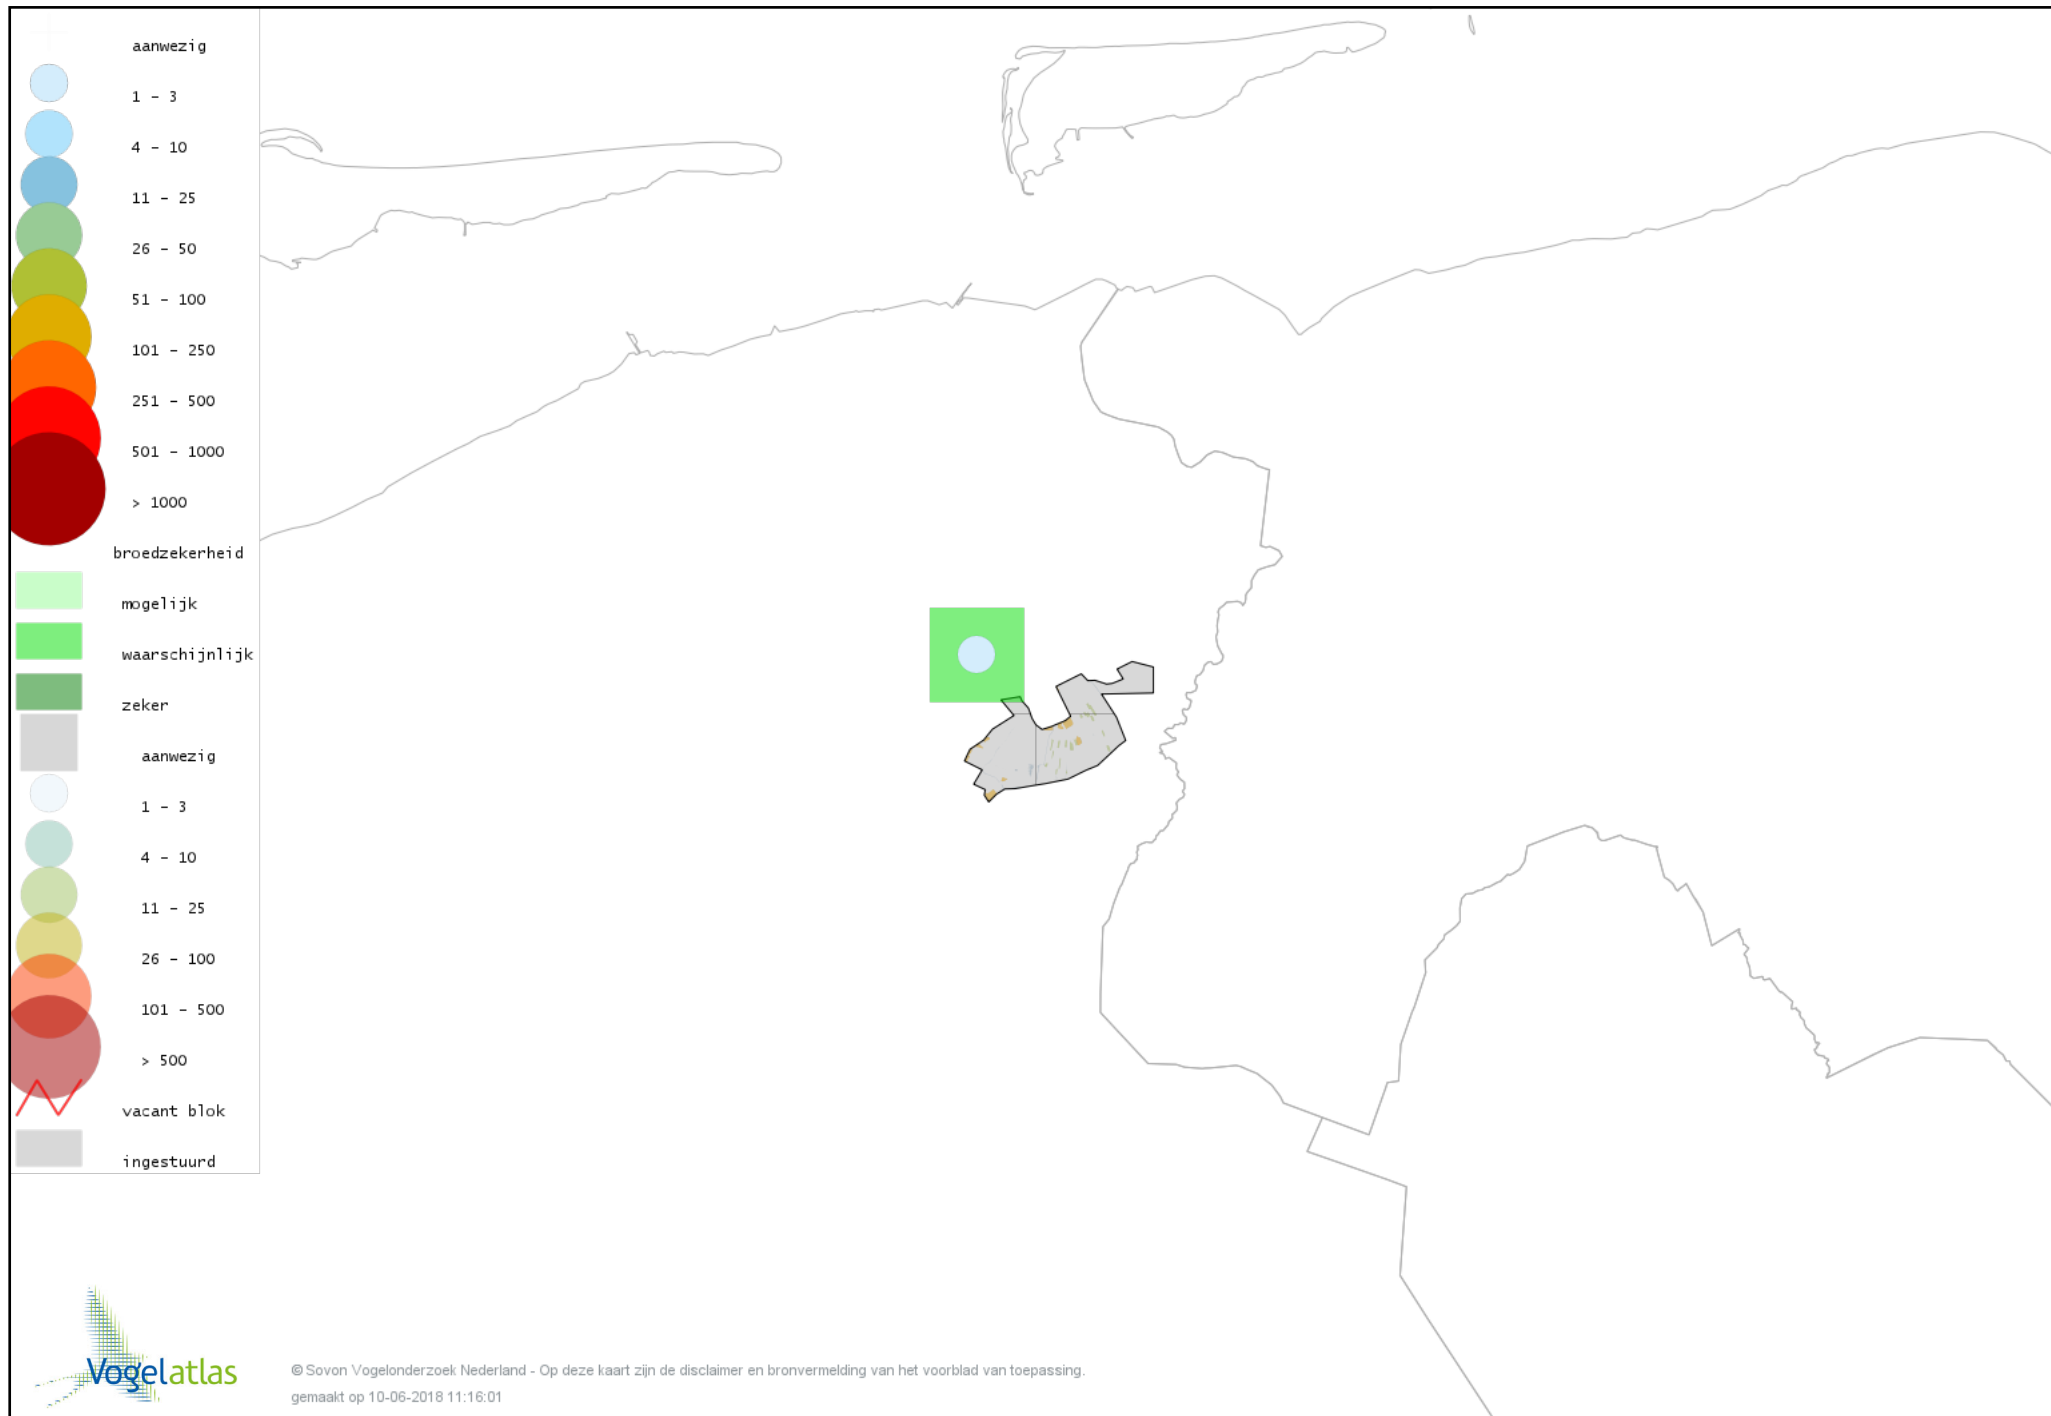 aanwezig
1 - 3
4 - 10
11 - 25
26 - 50
51 - 100
101 - 250
251 - 500
501 - 1000
> 1000
broedzekerheid
mogelijk
waarschijnlijk
zeker
aanwezig
1 - 3
4 - 10
11 - 25
26 - 100
101 - 500
> 500
vacant blok
ingestuurd
Vogelatlas
© Sovon Vogelonderzoek Nederland - Op deze kaart zijn de disclaimer en bronvermelding van het voorblad van toepassing.
gemaakt op 10-06-2018 11:16:01